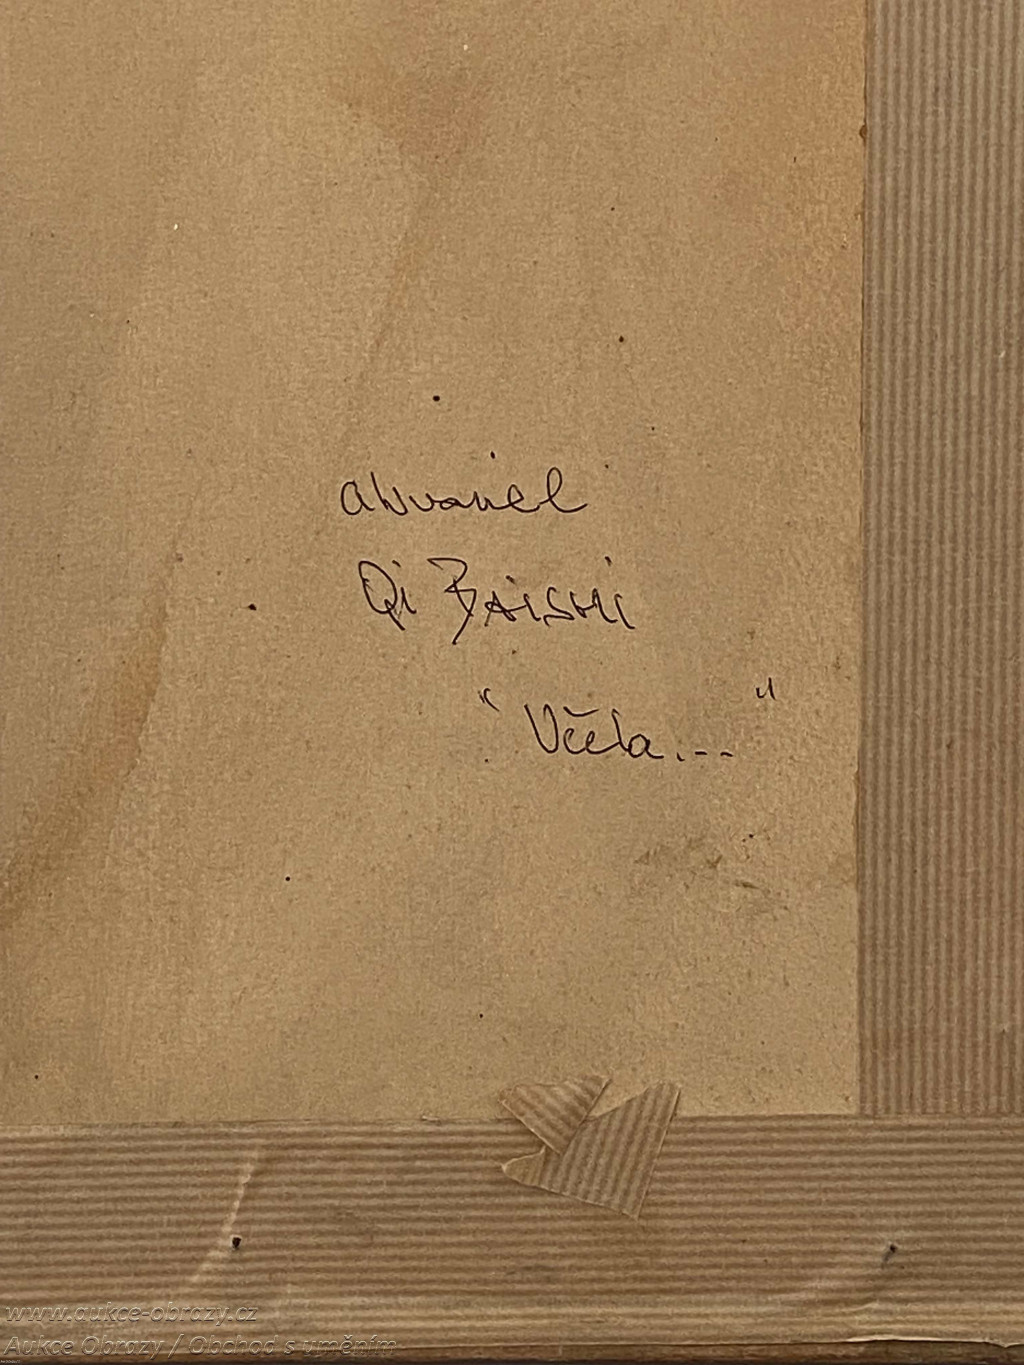 akvarel
Qi BAISHI
"Včela..."
www.aukce-obrazy.cz
Aukce Obrazy / Obchod s uměním